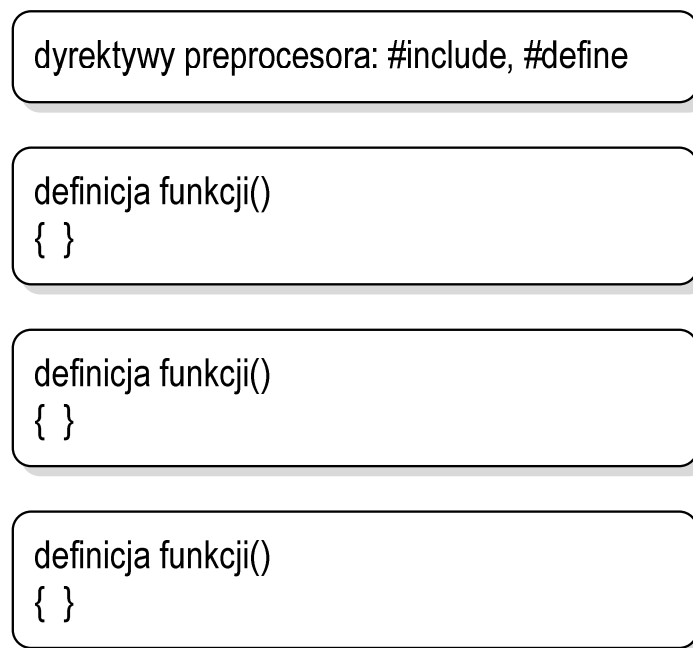 dyrektywy preprocesora: #include, #define
definicja funkcji()
{ }
definicja funkcji()
{ }
definicja funkcji()
{ }